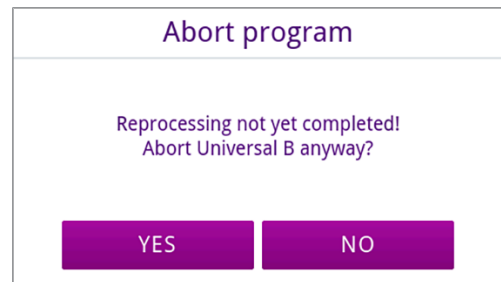 Abort program
Reprocessing not yet completed!
Abort Universal B anyway?
YES
NO